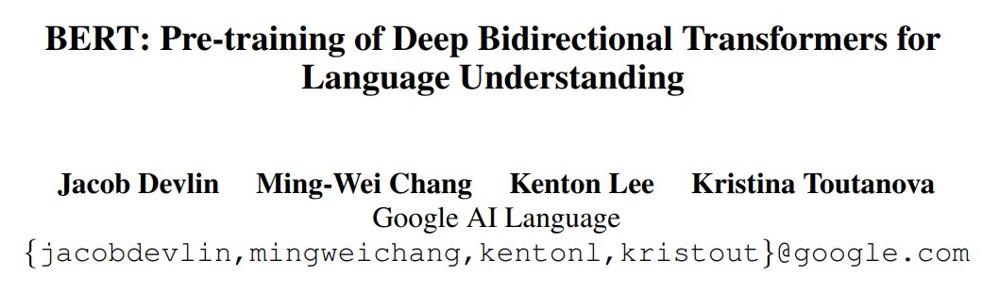 BERT: Pre-training of Deep Bidirectional Transformers for
Language Understanding
Jacob Devlin Ming-Wei Chang Kenton Lee Kristina Toutanova
Google AI Language
{jacobdevlin,mingweichang,kentonl,kristout}@google.com